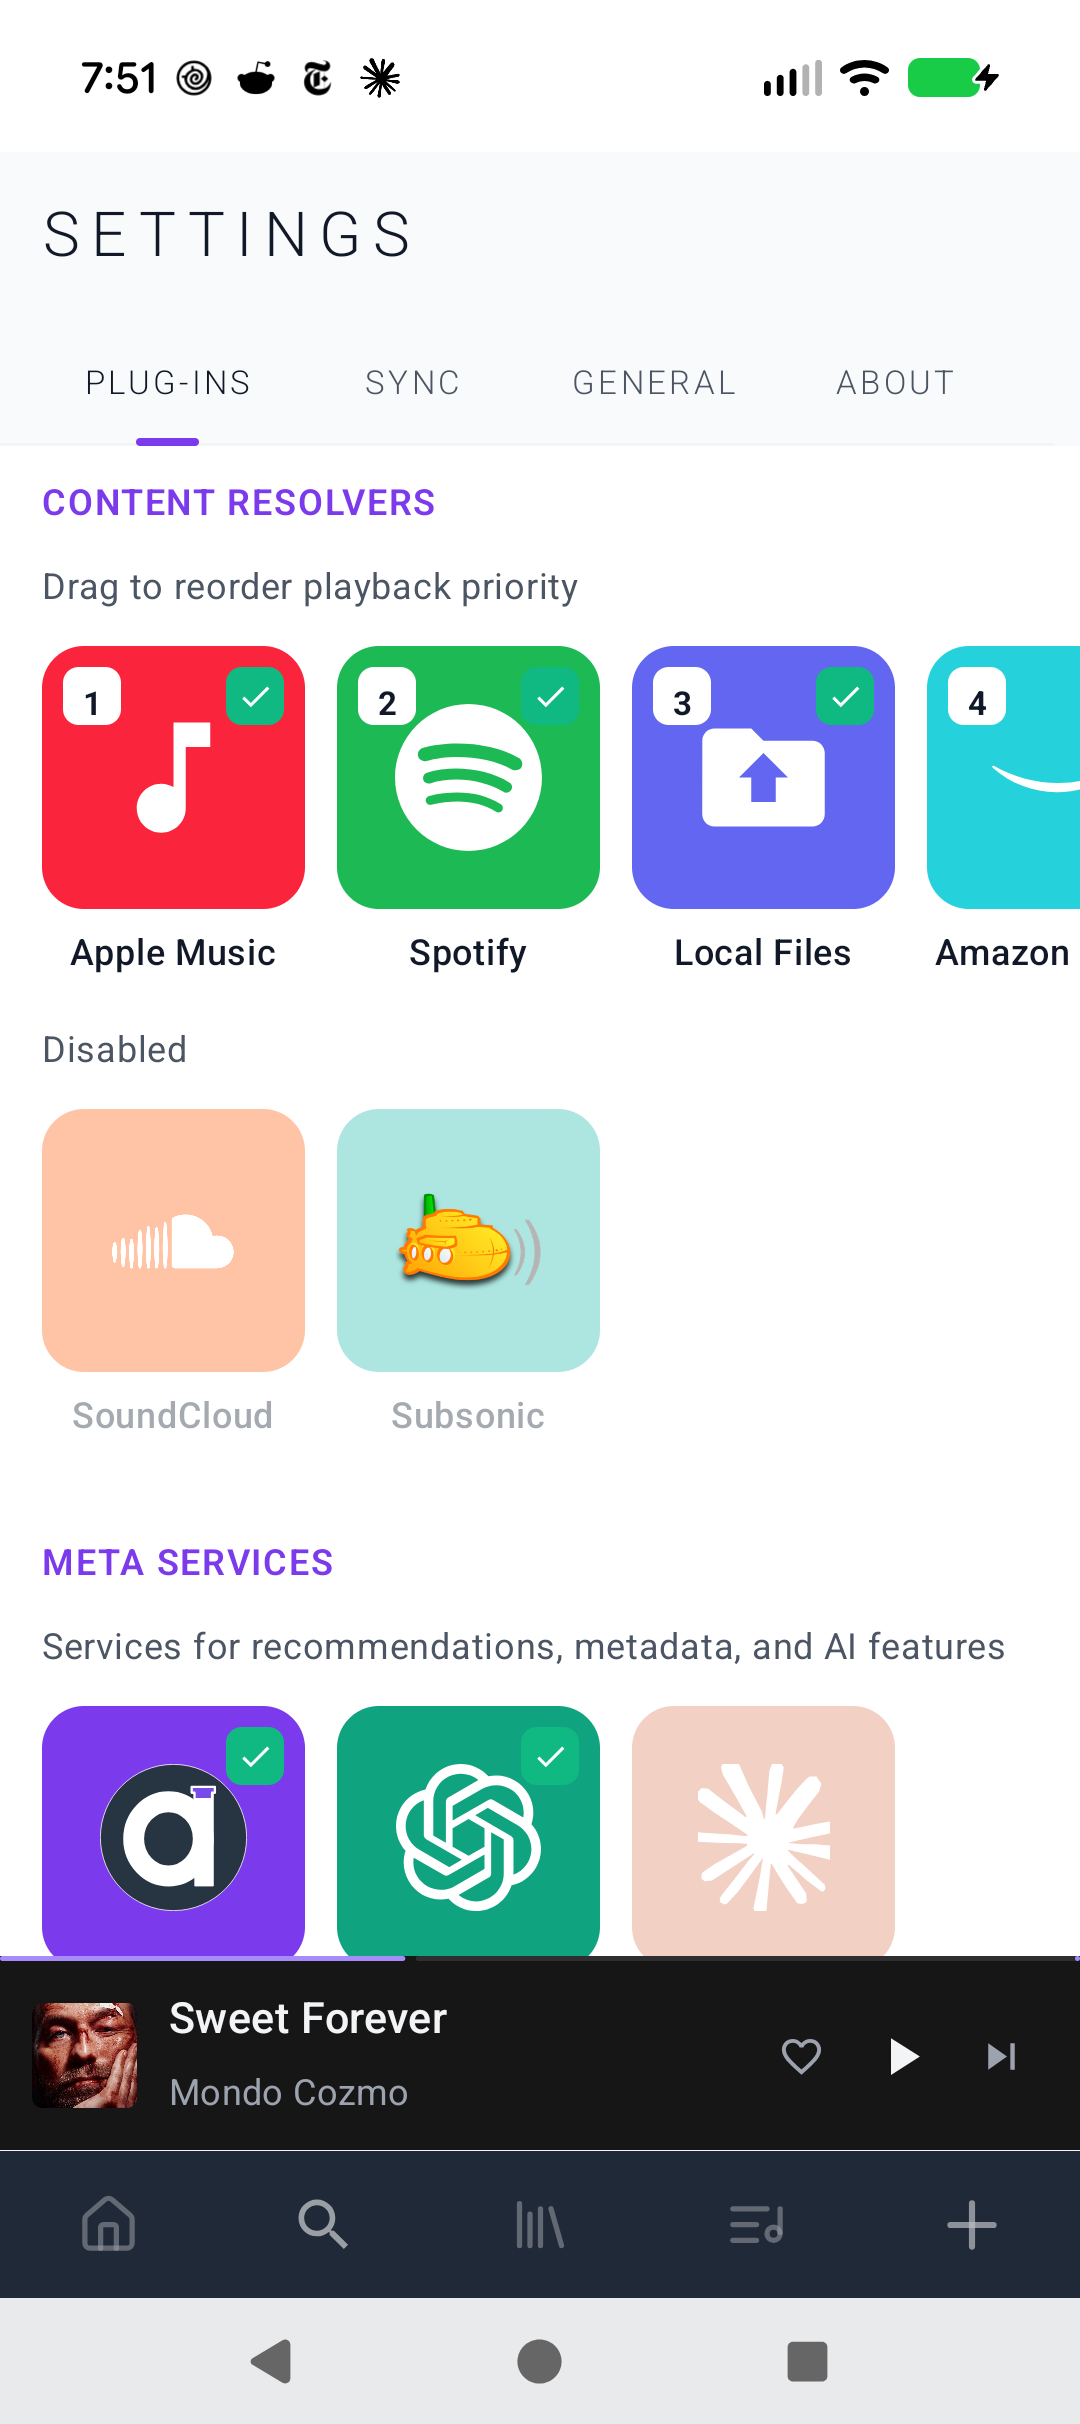 7:51
SETTINGS
PLUG-INS SYNC GENERAL ABOUT
CONTENT RESOLVERS
Drag to reorder playback priority
1 2 3 4
Apple Music Spotify Local Files Amazon
Disabled
SoundCloud Subsonic
META SERVICES
Services for recommendations, metadata, and AI features
Sweet Forever
Mondo Cozmo